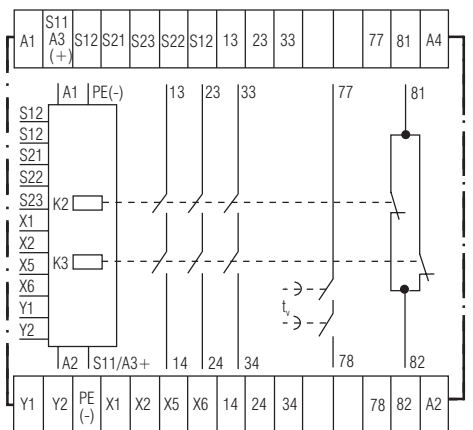 A1 S11 A3 (+) S12 S21 S23 S22 S12 13 23 33 77 81 A4
A1 PE(-) 13 23 33 77 81
S12
S12
S21
S22
S23
X1
X2
X5
X6
Y1
Y2
K2
K3
tv
A2 S11/A3+ 14 24 34 78 82
Y1 Y2 PE (-) X1 X2 X5 X6 14 24 34 78 82 A2